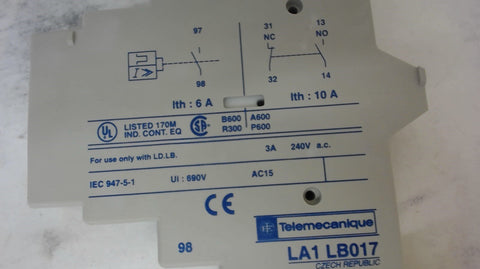 97
98
31
NC
32
13
NO
14
I>>
Ith : 6 A
Ith : 10 A
UL
LISTED 170M
IND. CONT. EQ
SA
B600
R300
A600
P600
For use only with LD.LB.
3A 240V a.c.
IEC 947-5-1
Ui : 690V
AC15
CE
Telemecanique
98
LA1 LB017
CZECH REPUBLIC